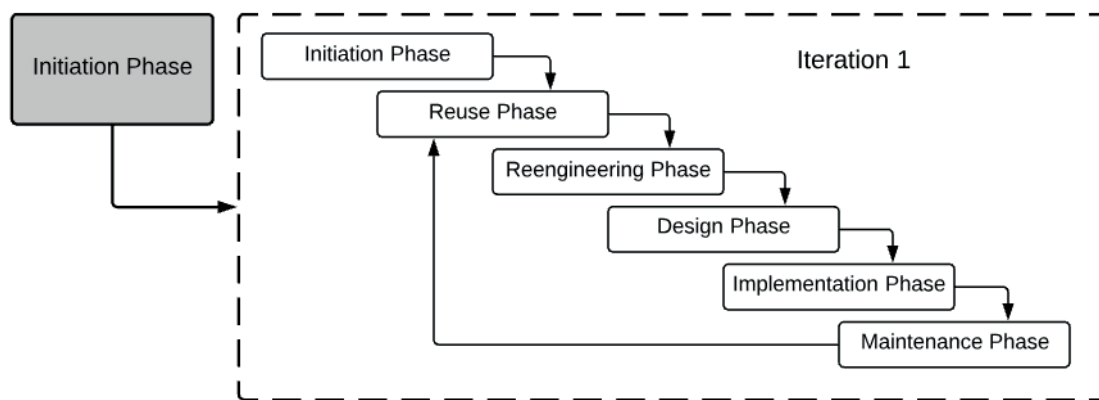 Initiation Phase
Iteration 1
Initiation Phase
Reuse Phase
Reengineering Phase
Design Phase
Implementation Phase
Maintenance Phase